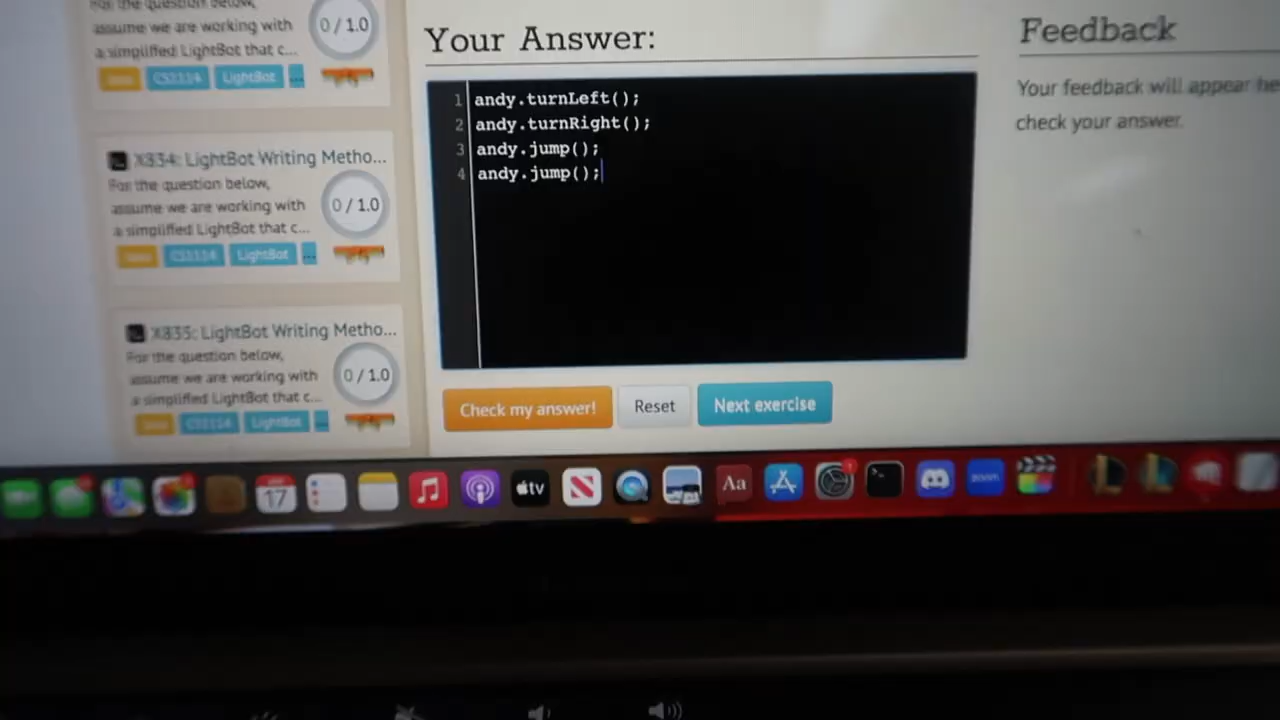 For the question below,
assume we are working with
a simplified LightBot that c...
0 / 1.0
CS1114
LightBot
...
X834: LightBot Writing Metho...
For the question below,
assume we are working with
a simplified LightBot that c...
0 / 1.0
CS1114
LightBot
...
X835: LightBot Writing Metho...
For the question below,
assume we are working with
a simplified LightBot that c...
0 / 1.0
CS1114
LightBot
Your Answer:
1 andy.turnLeft();
2 andy.turnRight();
3 andy.jump();
4 andy.jump();
Check my answer!
Reset
Next exercise
Feedback
Your feedback will appear he
check your answer.
17
tv
Aa
zoom